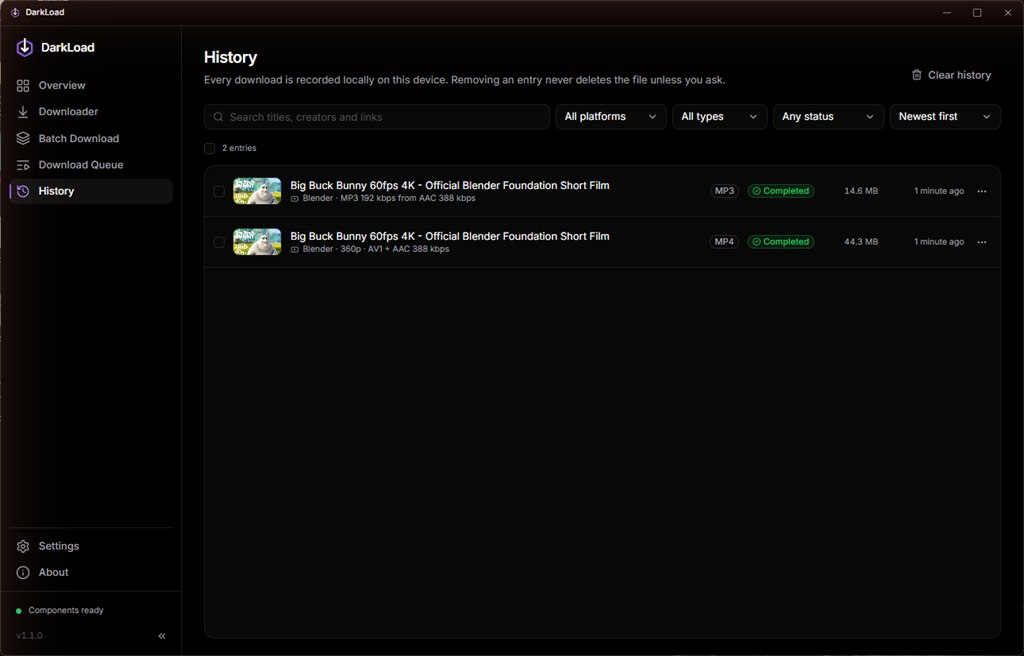 DarkLoad
DarkLoad
Overview
Downloader
Batch Download
Download Queue
History
Settings
About
Components ready
v1.1.0
History
Every download is recorded locally on this device. Removing an entry never deletes the file unless you ask.
Clear history
Search titles, creators and links
All platforms
All types
Any status
Newest first
2 entries
Big Buck Bunny 60fps 4K - Official Blender Foundation Short Film
Blender · MP3 192 kbps from AAC 388 kbps
MP3
Completed
14.6 MB
1 minute ago
Big Buck Bunny 60fps 4K - Official Blender Foundation Short Film
Blender · 360p · AV1 + AAC 388 kbps
MP4
Completed
44.3 MB
1 minute ago